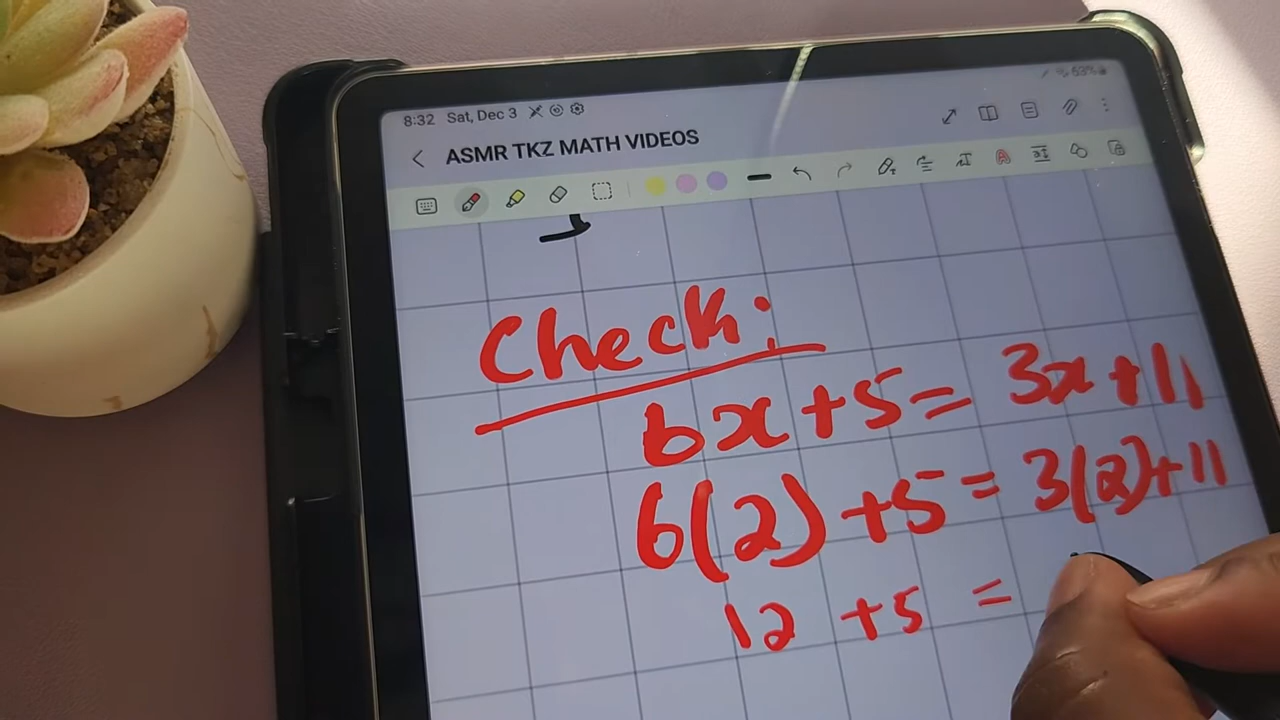 8:32 Sat, Dec 3 63%
ASMR TKZ MATH VIDEOS
Check:
6x+5=3x+11
6(2)+5=3(2)+11
12 +5 =